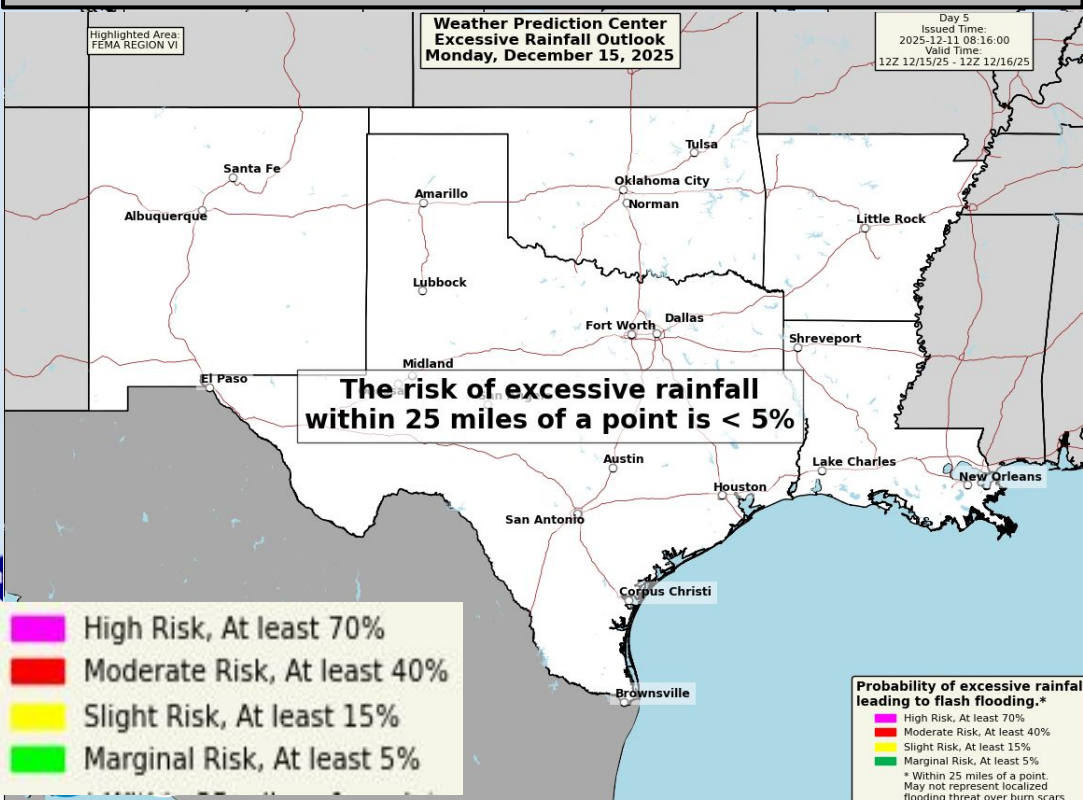 Highlighted Area:
FEMA REGION VI
Weather Prediction Center
Excessive Rainfall Outlook
Monday, December 15, 2025
Day 5
Issued Time:
2025-12-11 08:16:00
Valid Time:
12Z 12/15/25 - 12Z 12/16/25
Tulsa
Santa Fe
Oklahoma City
Amarillo
Norman
Albuquerque
Little Rock
Lubbock
Dallas
Fort Worth
Shreveport
Midland
El Paso
The risk of excessive rainfall
within 25 miles of a point is < 5%
Austin
Lake Charles
New Orleans
Houston
San Antonio
Corpus Christi
Brownsville
High Risk, At least 70%
Moderate Risk, At least 40%
Slight Risk, At least 15%
Marginal Risk, At least 5%
Probability of excessive rainfal
leading to flash flooding.*
High Risk, At least 70%
Moderate Risk, At least 40%
Slight Risk, At least 15%
Marginal Risk, At least 5%
* Within 25 miles of a point.
May not represent localized
flooding threat over burn scars